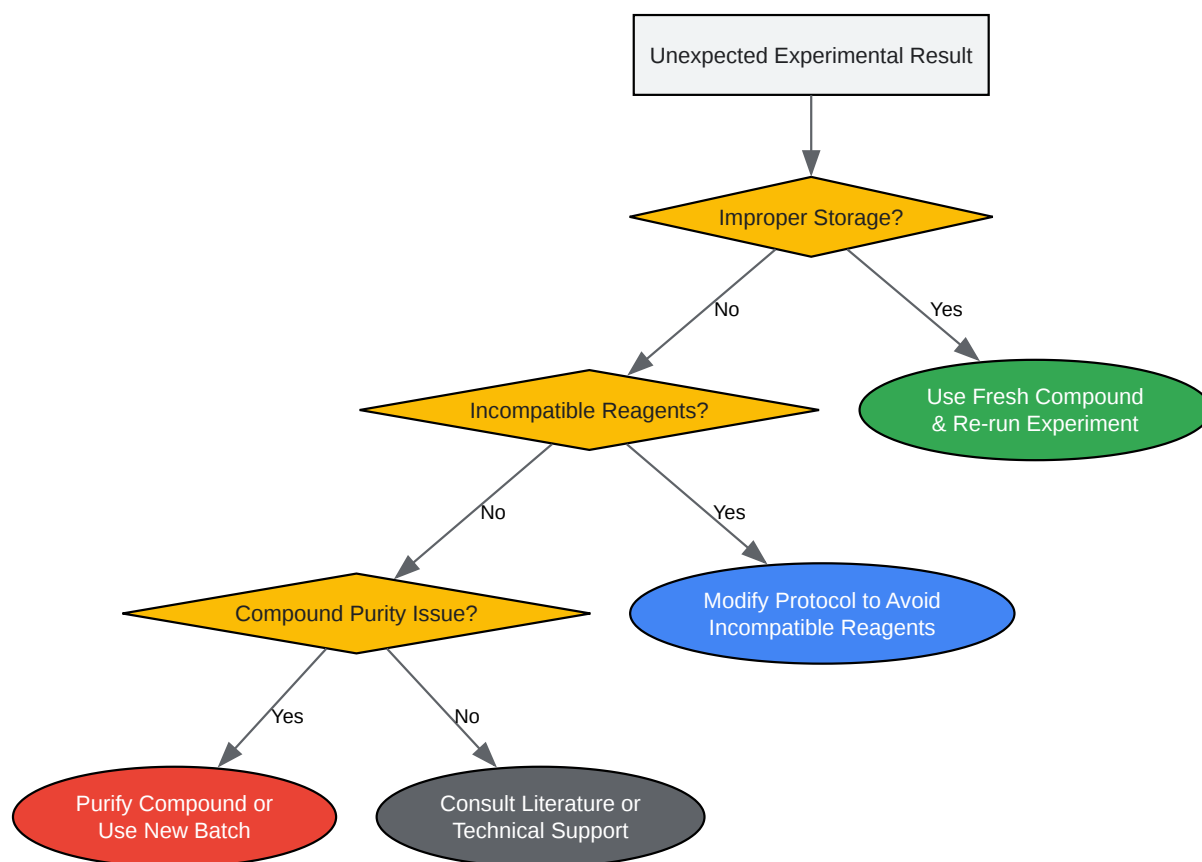 Unexpected Experimental Result
Improper Storage?
No
Yes
Incompatible Reagents?
Use Fresh Compound
& Re-run Experiment
No
Yes
Compound Purity Issue?
Modify Protocol to Avoid
Incompatible Reagents
Yes
No
Purify Compound or
Use New Batch
Consult Literature or
Technical Support